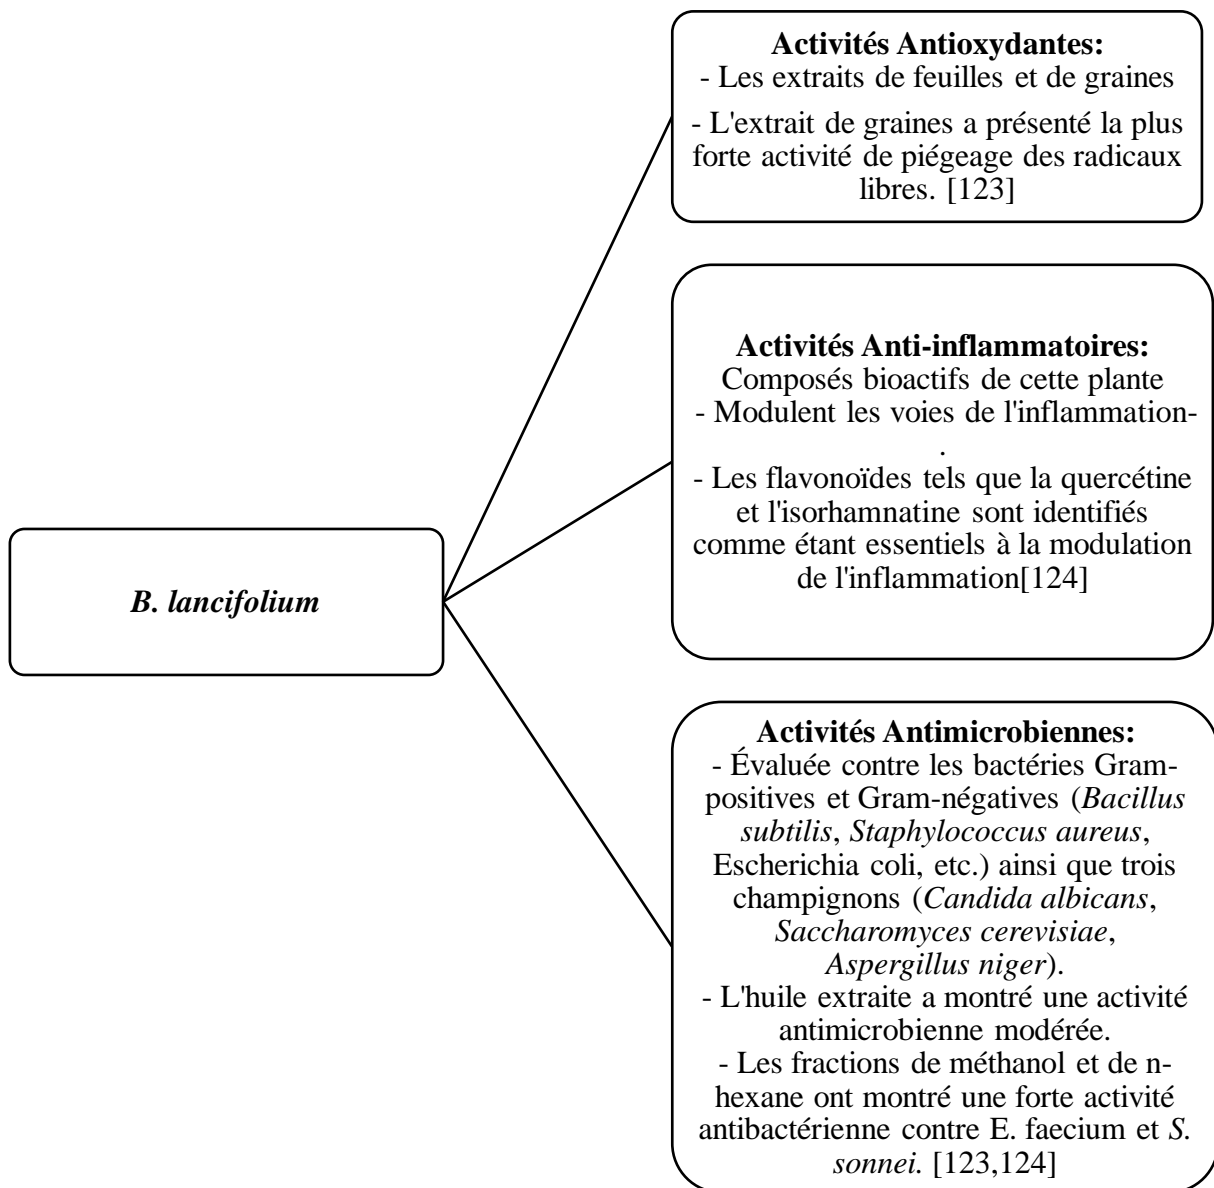 Activités Antioxydantes:
- Les extraits de feuilles et de graines
- L'extrait de graines a présenté la plus
forte activité de piégeage des radicaux
libres. [123]
Activités Anti-inflammatoires:
Composés bioactifs de cette plante
- Modulent les voies de l'inflammation-
.
- Les flavonoïdes tels que la quercétine
et l'isorhamnatine sont identifiés
comme étant essentiels à la modulation
de l'inflammation[124]
B. lancifolium
Activités Antimicrobiennes:
- Évaluée contre les bactéries Gram-
positives et Gram-négatives (Bacillus
subtilis, Staphylococcus aureus,
Escherichia coli, etc.) ainsi que trois
champignons (Candida albicans,
Saccharomyces cerevisiae,
Aspergillus niger).
- L'huile extraite a montré une activité
antimicrobienne modérée.
- Les fractions de méthanol et de n-
hexane ont montré une forte activité
antibactérienne contre E. faecium et S.
sonnei. [123,124]